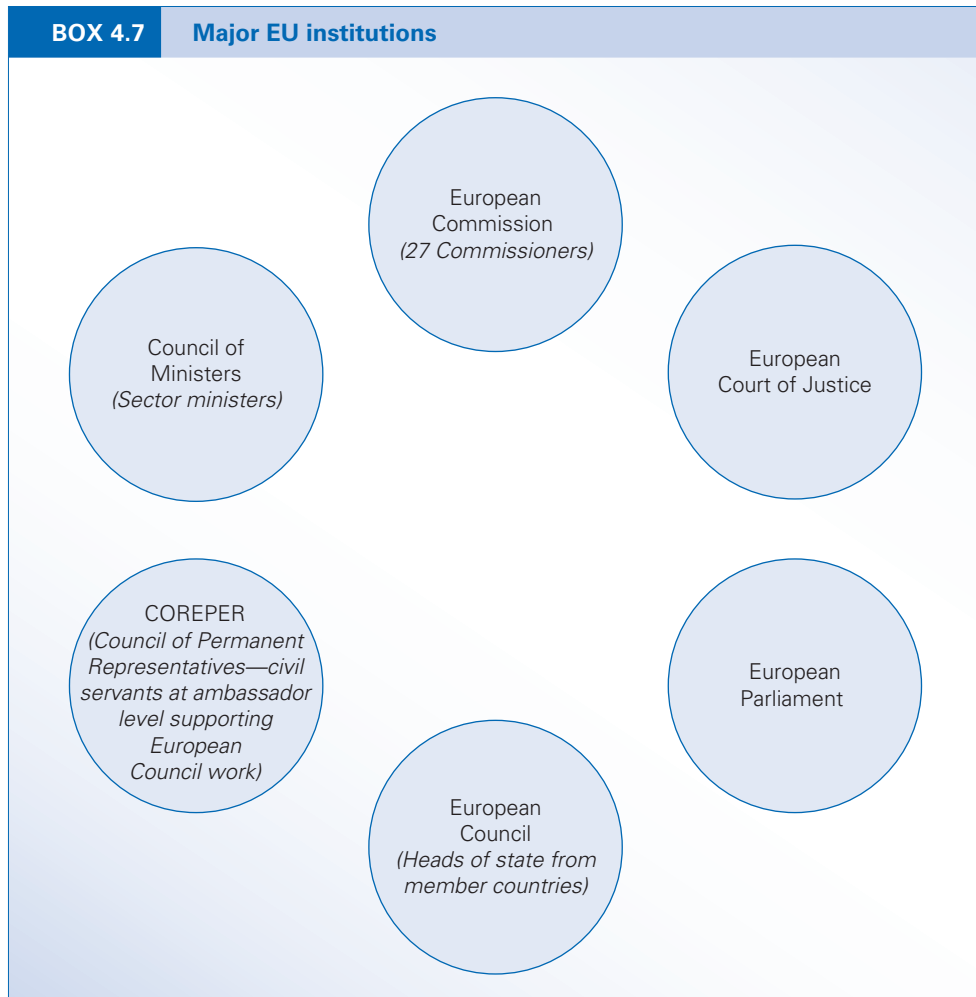 BOX 4.7 Major EU institutions
European
Commission
(27 Commissioners)
Council of
Ministers
(Sector ministers)
European
Court of Justice
COREPER
(Council of Permanent
Representatives—civil
servants at ambassador
level supporting
European
Council work)
European
Parliament
European
Council
(Heads of state from
member countries)